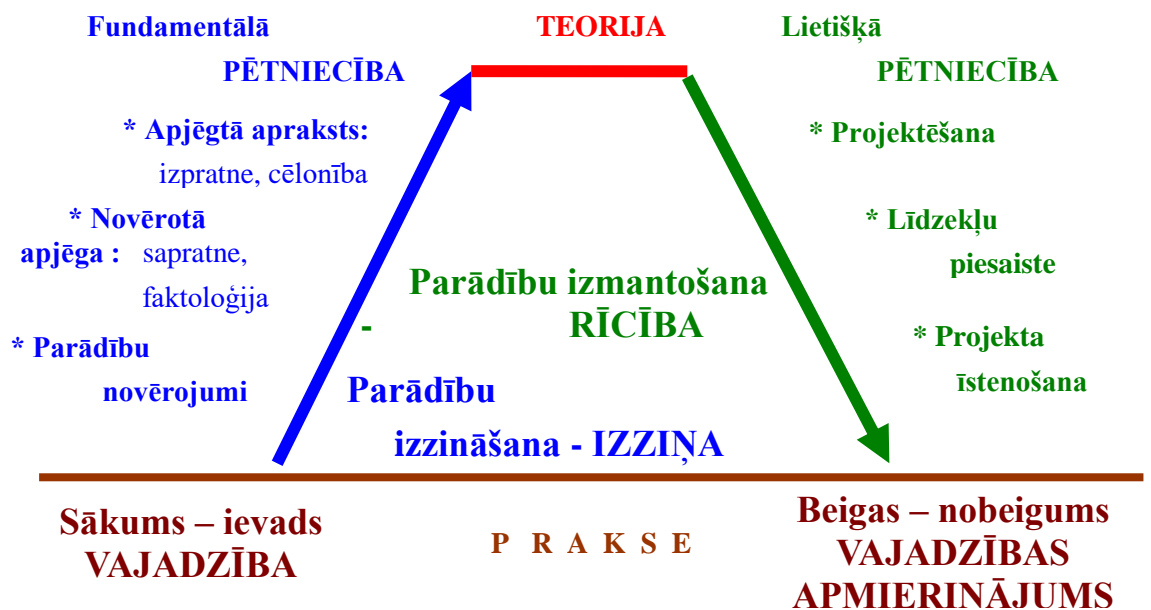 Fundamentālā
PĒTNIECĪBA
* Apjēgtā apraksts:
izpratne, cēlonība
* Novērotā
apjēga : sapratne,
faktoloģija
* Parādību
novērojumi
TEORIJA
Parādību izmantošana
- RĪCĪBA
Parādību
izzināšana - IZZIŅA
Lietišķā
PĒTNIECĪBA
* Projektēšana
* Līdzekļu
piesaiste
* Projekta
īstenošana
Sākums – ievads
VAJADZĪBA
P R A K S E
Beigas – nobeigums
VAJADZĪBAS
APMIERINĀJUMS